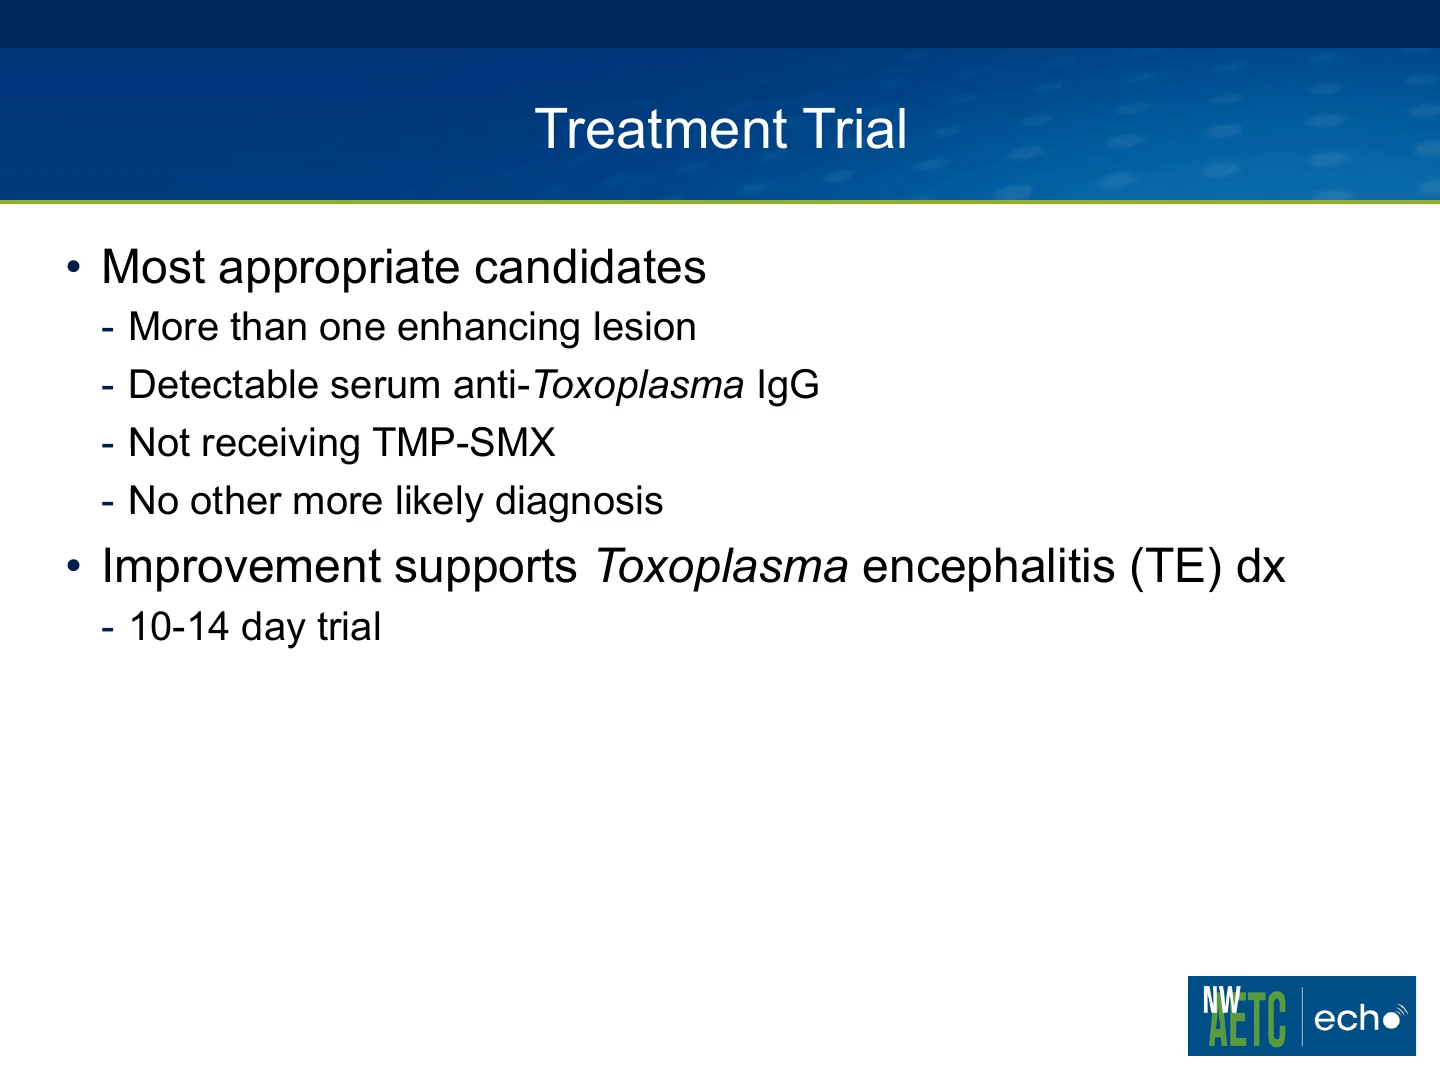 Treatment Trial
• Most appropriate candidates
- More than one enhancing lesion
- Detectable serum anti-Toxoplasma IgG
- Not receiving TMP-SMX
- No other more likely diagnosis
• Improvement supports Toxoplasma encephalitis (TE) dx
- 10-14 day trial
NW
AETC
echo